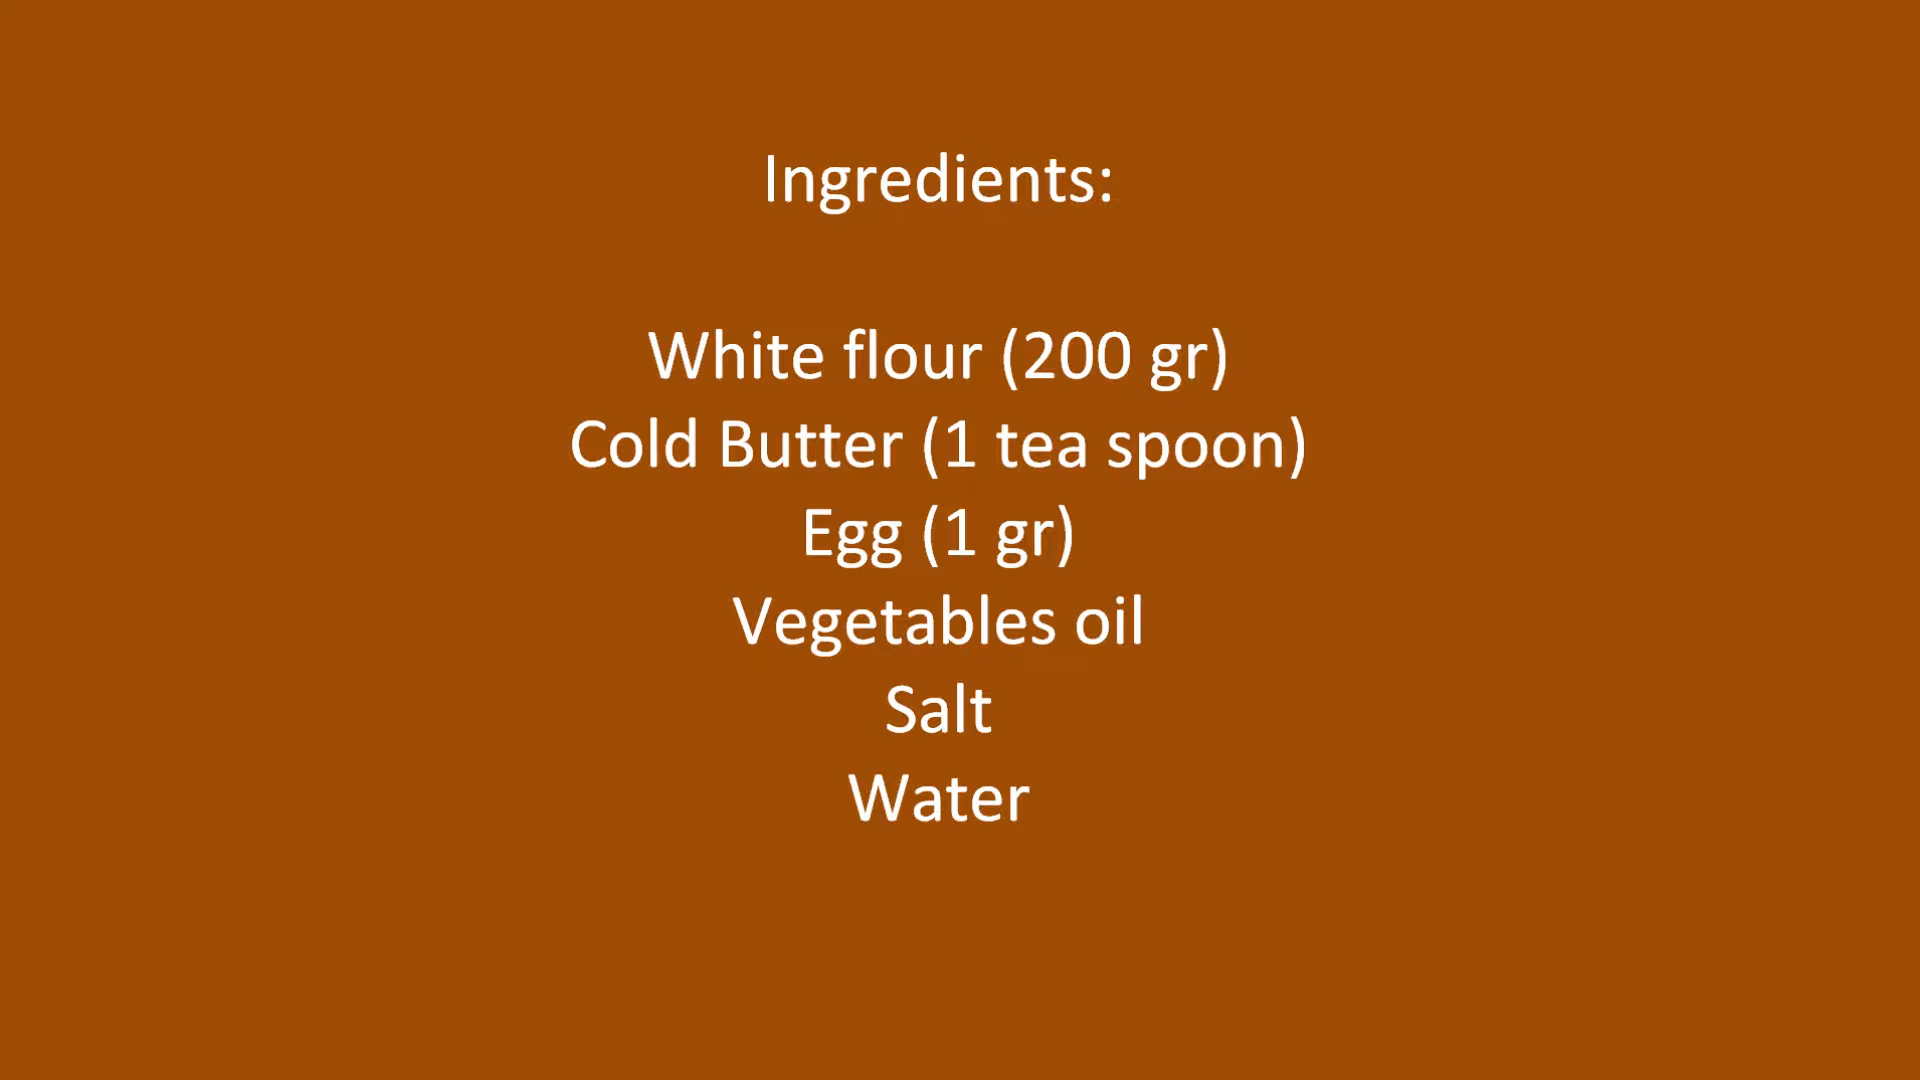 Ingredients:
White flour (200 gr)
Cold Butter (1 tea spoon)
Egg (1 gr)
Vegetables oil
Salt
Water